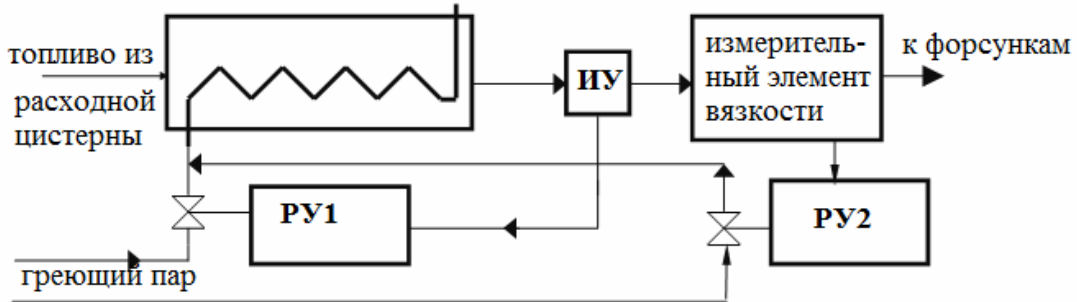 топливо из
расходной
цистерны
ИУ
измеритель-
ный элемент
вязкости
к форсункам
РУ1
РУ2
греющий пар